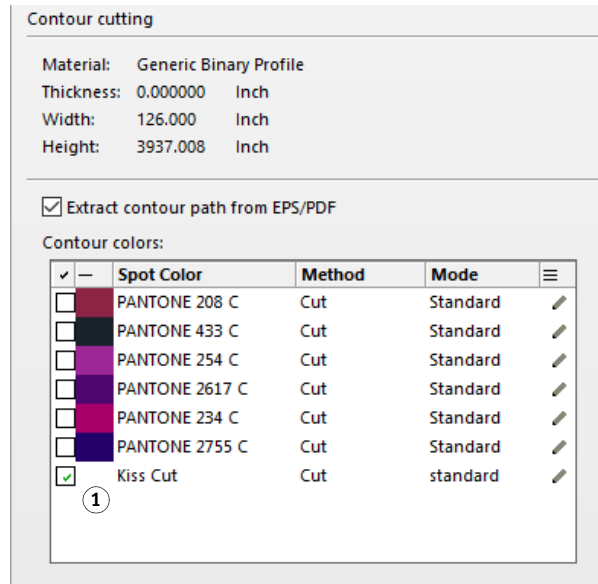 Contour cutting
Material: Generic Binary Profile
Thickness: 0.000000 Inch
Width: 126.000 Inch
Height: 3937.008 Inch
Extract contour path from EPS/PDF
Contour colors:
Spot Color Method Mode
PANTONE 208 C Cut Standard
PANTONE 433 C Cut Standard
PANTONE 254 C Cut Standard
PANTONE 2617 C Cut Standard
PANTONE 234 C Cut Standard
PANTONE 2755 C Cut Standard
Kiss Cut Cut standard
1